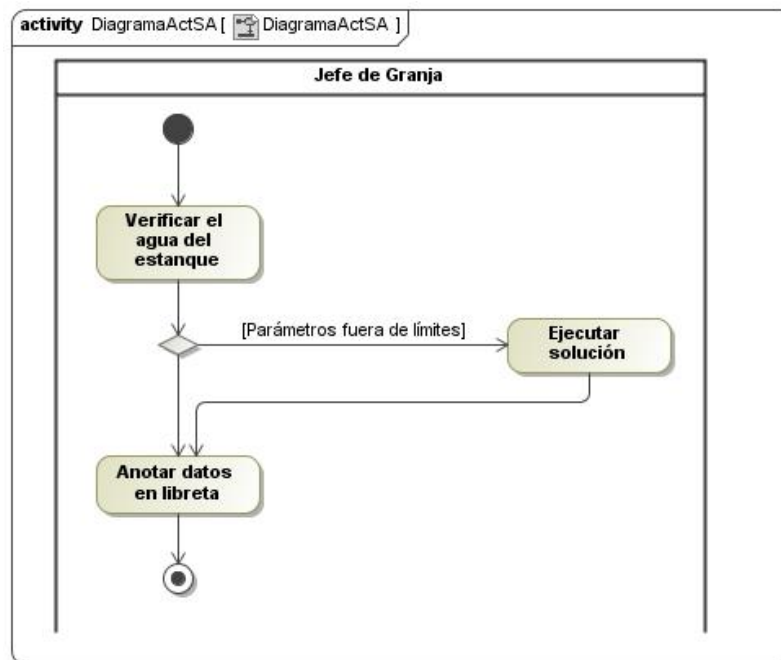 activity DiagramaActSA [ DiagramaActSA ]
Jefe de Granja
Verificar el
agua del
estanque
[Parámetros fuera de límites]
Ejecutar
solución
Anotar datos
en libreta